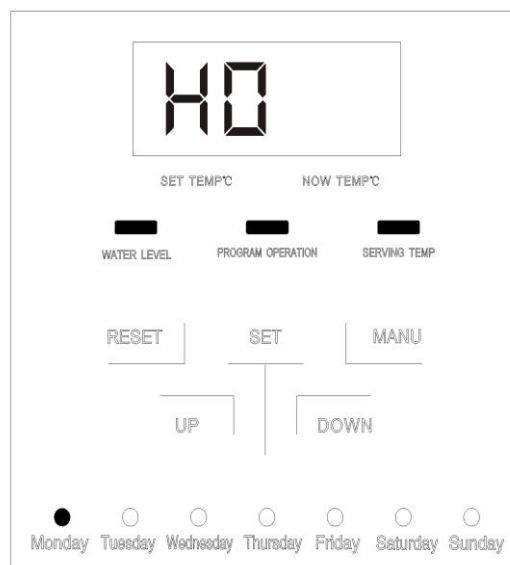 H0
SET TEMP℃ NOW TEMP℃
WATER LEVEL PROGRAM OPERATION SERVING TEMP
RESET SET MANU
UP DOWN
Monday Tuesday Wednesday Thursday Friday Saturday Sunday